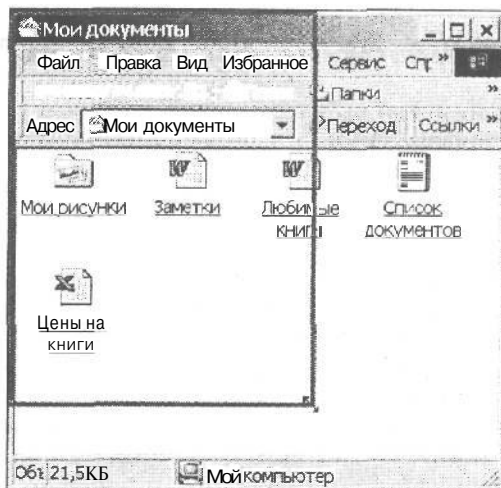 Мои документы
Файл Правка Вид Избранное Сервис Спр »
Папки »
Адрес Мои документы Переход Ссылки »
Мои рисунки Заметки Любимые книги Список документов
Цены на книги
Об 21,5КБ Мой компьютер